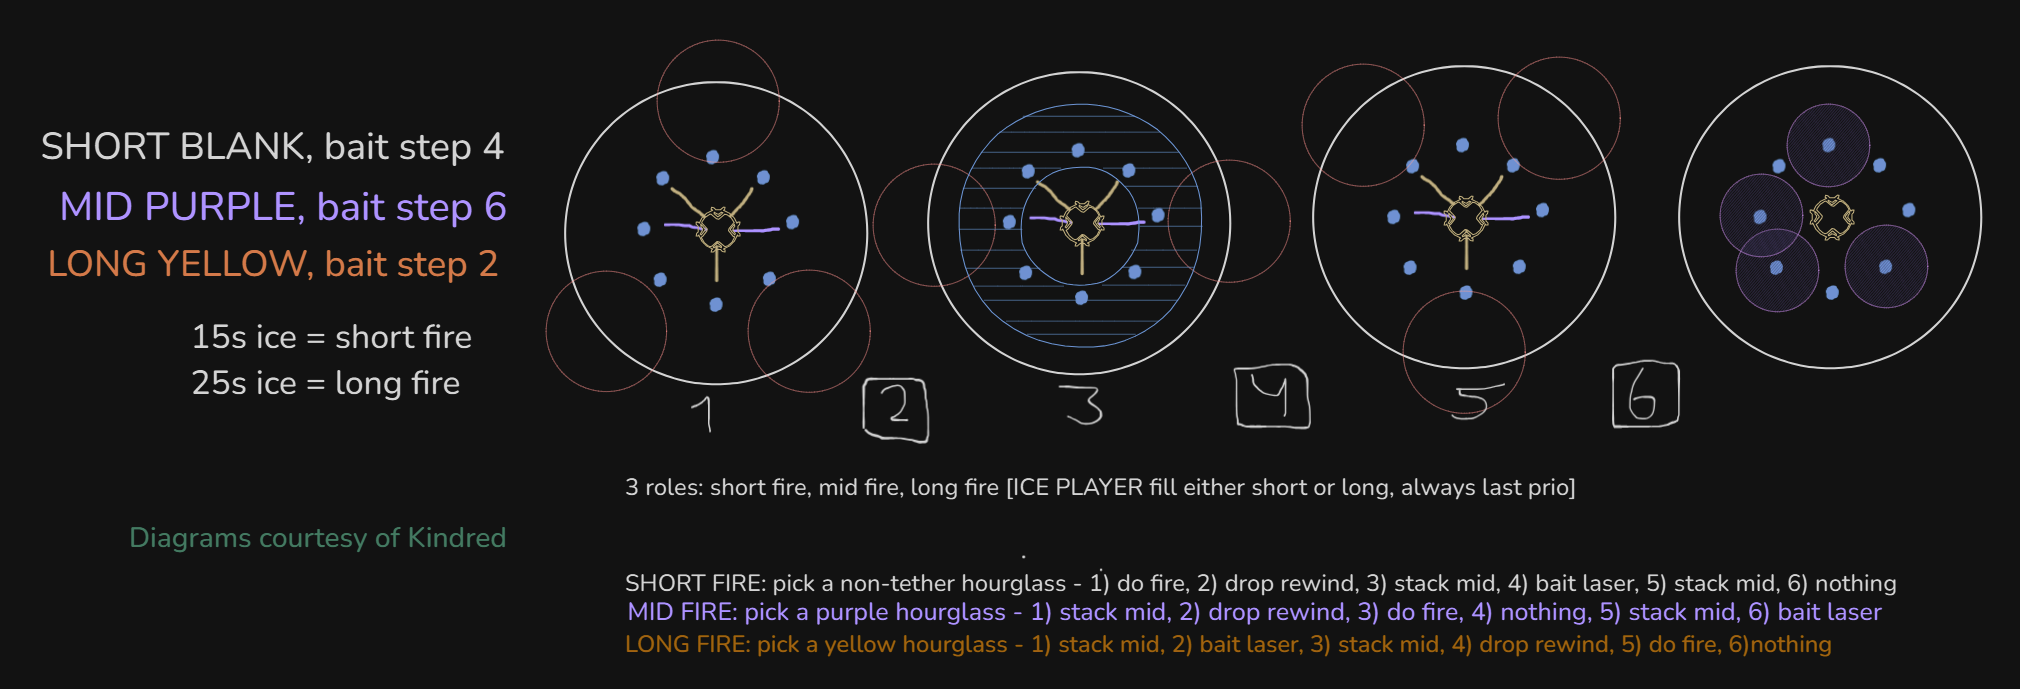 SHORT BLANK, bait step 4
MID PURPLE, bait step 6
LONG YELLOW, bait step 2
15s ice = short fire
25s ice = long fire
1
2
3
4
5
6
3 roles: short fire, mid fire, long fire [ICE PLAYER fill either short or long, always last prio]
Diagrams courtesy of Kindred
SHORT FIRE: pick a non-tether hourglass - 1) do fire, 2) drop rewind, 3) stack mid, 4) bait laser, 5) stack mid, 6) nothing
MID FIRE: pick a purple hourglass - 1) stack mid, 2) drop rewind, 3) do fire, 4) nothing, 5) stack mid, 6) bait laser
LONG FIRE: pick a yellow hourglass - 1) stack mid, 2) bait laser, 3) stack mid, 4) drop rewind, 5) do fire, 6)nothing